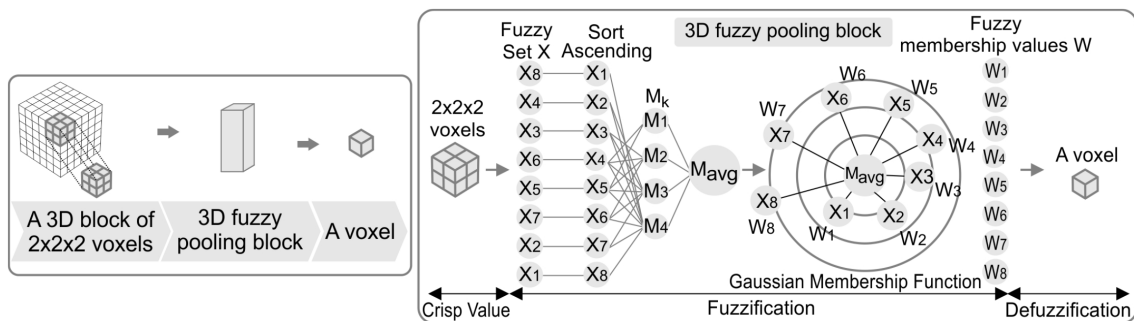 A 3D block of
2x2x2 voxels
3D fuzzy
pooling block
A voxel
3D fuzzy pooling block
2x2x2
voxels
Fuzzy
Set X
X8
X4
X3
X6
X5
X7
X2
X1
Sort
Ascending
X1
X2
X3
X4
X5
X6
X7
X8
Mk
M1
M2
M3
M4
Mavg
W6
X6
W5
X5
W7
X7
X4
W4
Mavg
X3
W3
X8
W8
X1
W1
X2
W2
Gaussian Membership Function
Fuzzy
membership values W
W1
W2
W3
W4
W5
W6
W7
W8
A voxel
Crisp Value
Fuzzification
Defuzzification